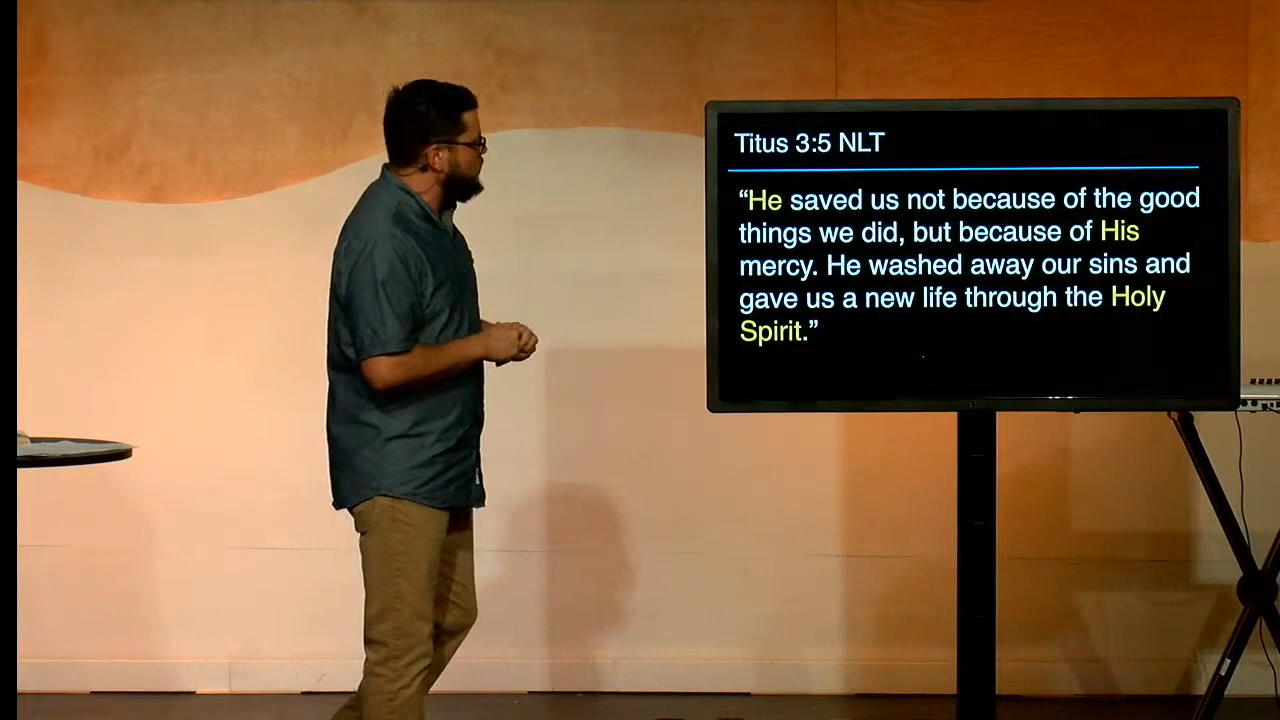 Titus 3:5 NLT
“He saved us not because of the good
things we did, but because of His
mercy. He washed away our sins and
gave us a new life through the Holy
Spirit.”